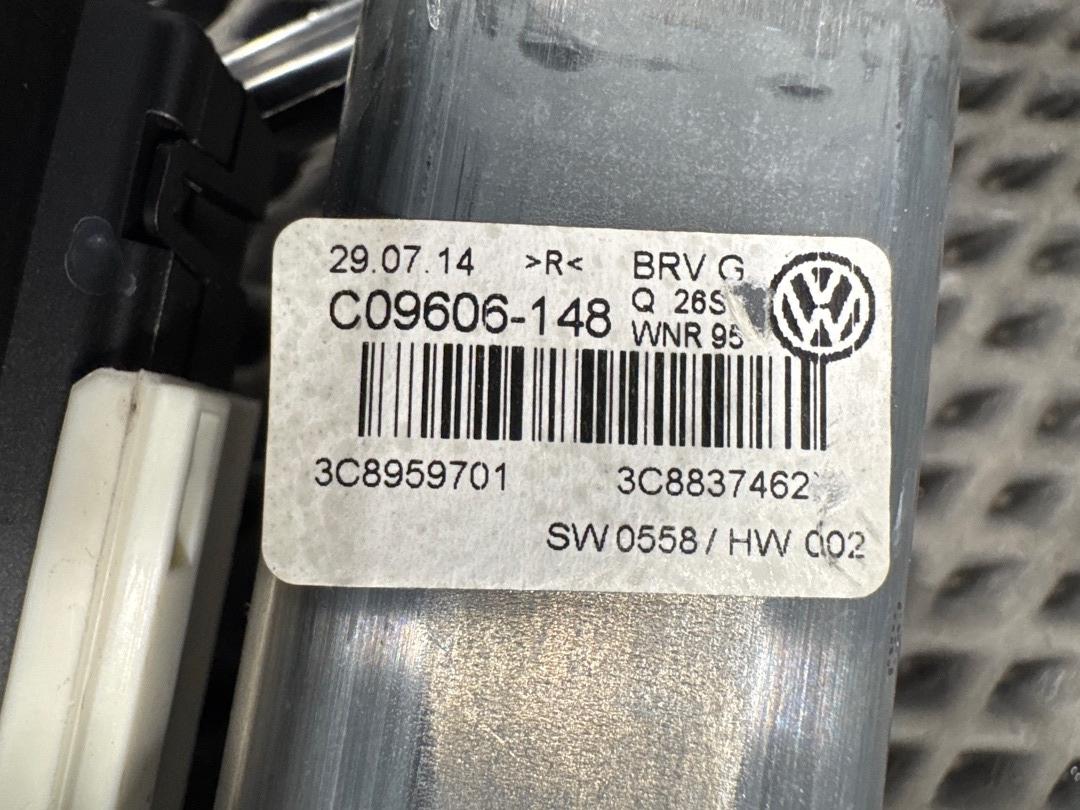 29.07.14 >R< BRV G
C09606-148 Q 26S
WNR 95
3C8959701 3C8837462
SW 0558 / HW 002